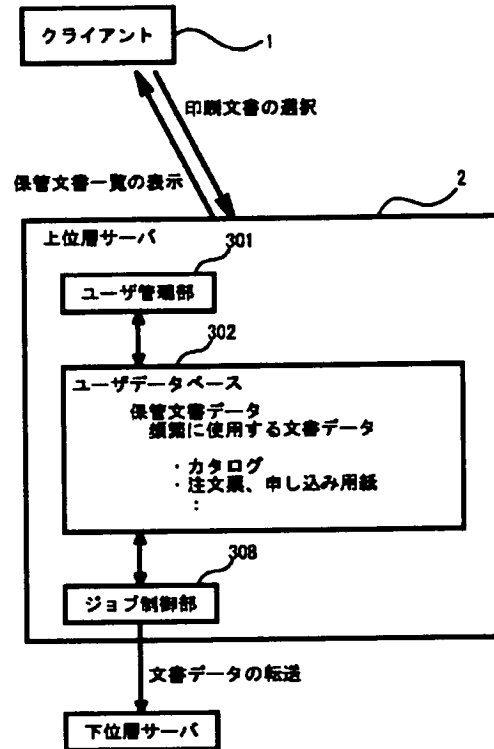 クライアント
1
印刷文書の選択
保管文書一覧の表示
2
上位層サーバ
301
ユーザ管理部
302
ユーザデータベース
保管文書データ
頻繁に使用する文書データ
・カタログ
・注文票、申し込み用紙
：
308
ジョブ制御部
文書データの転送
下位層サーバ